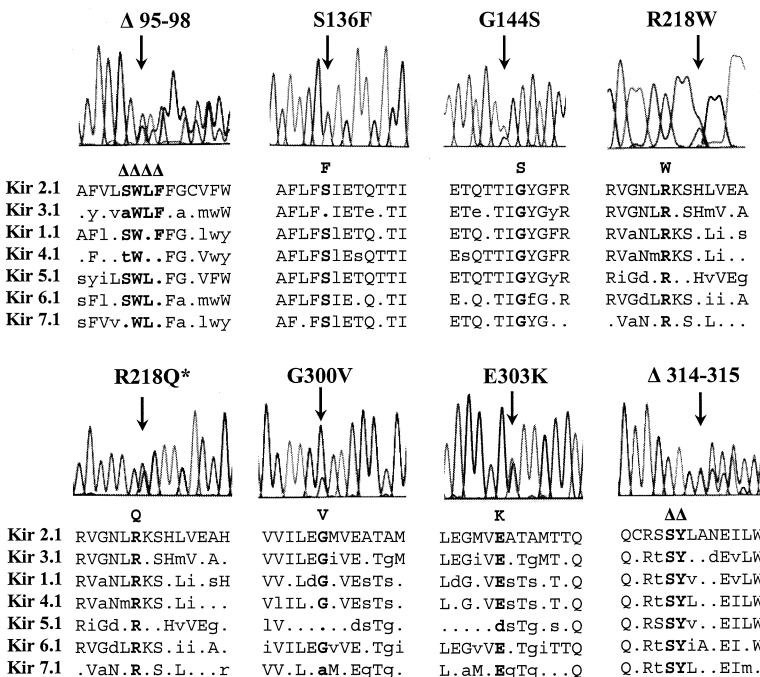 Δ 95-98 S136F G144S R218W
ΔΔΔΔ F S W
Kir 2.1 AFVLSWLFFGCVFW AFLFSIETQTTI ETQTTIGYGFR RVGNLRKSHLVEA
Kir 3.1 .y.vaWLF.a.mwW AFLF.IETe.TI ETe.TIGYGyR RVGNLR.SHmV.A
Kir 1.1 AFl.SW.FFG.lwy AFLFSlETQ.TI ETQ.TIGYGFR RVaNLRKS.Li.s
Kir 4.1 .F..tW..FG.Vwy AFLFSlEsQTTI EsQTTIGYGFR RVaNmRKS.Li..
Kir 5.1 syiLSWL.FG.VFW AFLFSlETQTTI ETQTTIGYGyR RiGd.R..HvVEg
Kir 6.1 sFl.SWL.Fa.mwW AFLFSIE.Q.TI E.Q.TIGfG.R RVGdLRKS.ii.A
Kir 7.1 sFVv.WL.Fa.lwy AF.FSlETQ.TI ETQ.TIGYG.. .VaN.R.S.L...
R218Q* G300V E303K Δ 314-315
Q V K ΔΔ
Kir 2.1 RVGNLRKSHLVEAH VVILEGMVEATAM LEGMVEATAMTTQ QCRSSYLANEILW
Kir 3.1 RVGNLR.SHmV.A. VVILEGiVE.TgM LEGiVE.TgMT.Q Q.RtSY..dEvLW
Kir 1.1 RVaNLRKS.Li.sH VV.LdG.VEsTs. LdG.VEsTs.T.Q Q.RtSYv..EvLW
Kir 4.1 RVaNmRKS.Li... VlIL.G.VEsTs. L.G.VEsTs.T.Q Q.RtSYL..EILW
Kir 5.1 RiGd.R..HvVEg. lV.....dsTg. .....dsTg.s.Q Q.RSSYv..EILW
Kir 6.1 RVGdLRKS.ii.A. iVILEGvVE.Tgi LEGvVE.TgiTTQ Q.RtSYiA.EI.W
Kir 7.1 .VaN.R.S.L...r VV.L.aM.EqTg. L.aM.EqTg...Q Q.RtSYL..EIm.